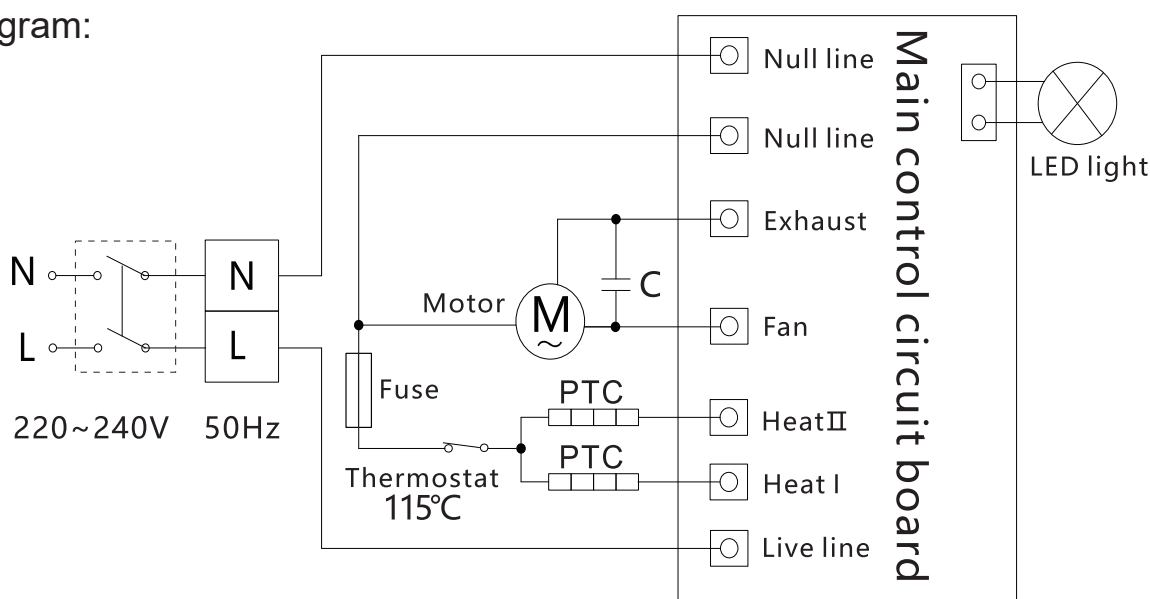 gram:
Null line
Null line
Exhaust
Fan
HeatⅡ
Heat I
Live line
Main control circuit board
LED light
N
L
N
L
220~240V
50Hz
Motor
M
~
C
Fuse
PTC
PTC
Thermostat
115℃